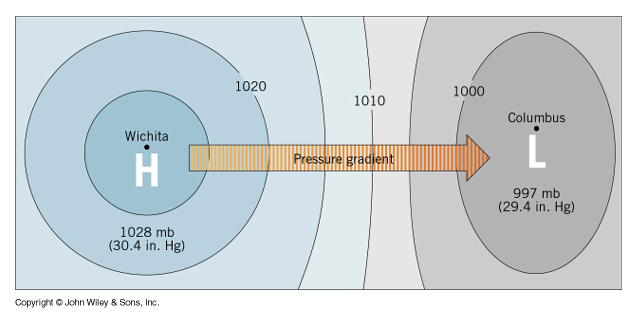 1020
1010
1000
Wichita
H
1028 mb
(30.4 in. Hg)
Pressure gradient
Columbus
L
997 mb
(29.4 in. Hg)
Copyright © John Wiley & Sons, Inc.